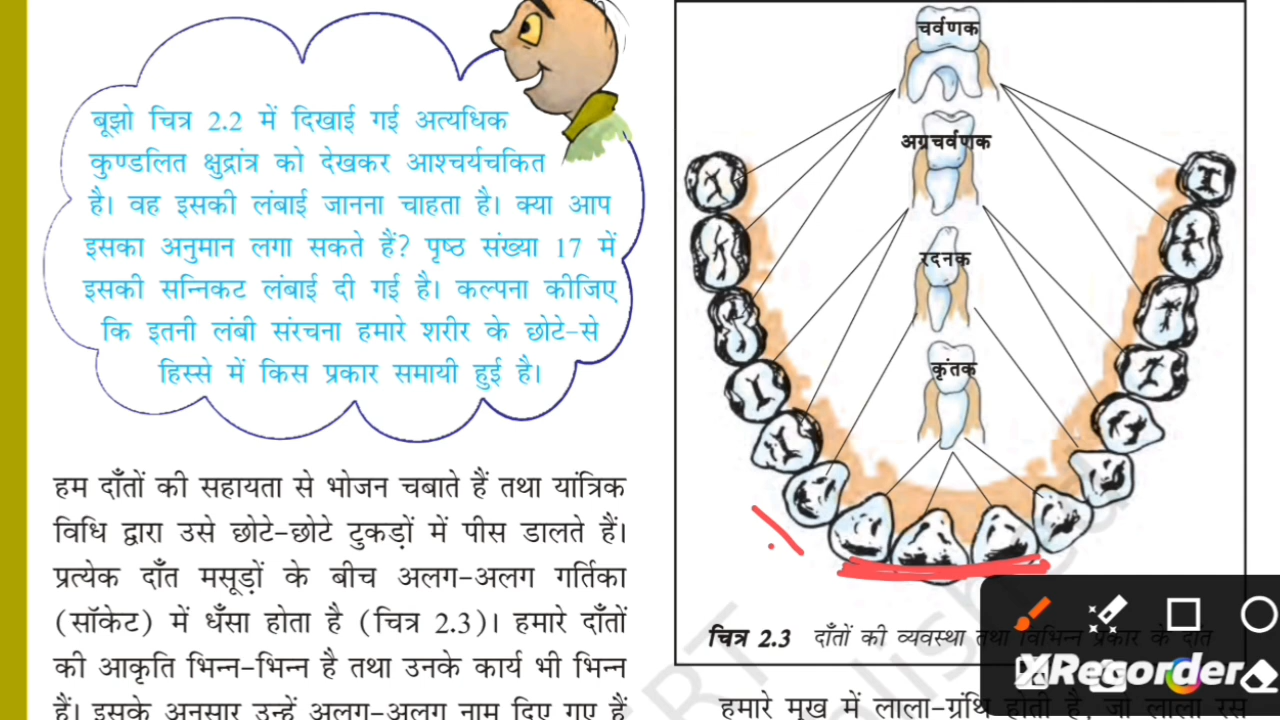 बूझो चित्र 2.2 में दिखाई गई अत्यधिक
कुण्डलित क्षुद्रांत्र को देखकर आश्चर्यचकित
है। वह इसकी लंबाई जानना चाहता है। क्या आप
इसका अनुमान लगा सकते हैं? पृष्ठ संख्या 17 में
इसकी सन्निकट लंबाई दी गई है। कल्पना कीजिए
कि इतनी लंबी संरचना हमारे शरीर के छोटे-से
हिस्से में किस प्रकार समायी हुई है।
हम दाँतों की सहायता से भोजन चबाते हैं तथा यांत्रिक
विधि द्वारा उसे छोटे-छोटे टुकड़ों में पीस डालते हैं।
प्रत्येक दाँत मसूड़ों के बीच अलग-अलग गर्तिका
(सॉकेट) में धँसा होता है (चित्र 2.3)। हमारे दाँतों
की आकृति भिन्न-भिन्न है तथा उनके कार्य भी भिन्न
हैं। इसके अनुसार उन्हें अलग-अलग नाम दिए गए हैं
चर्वणक
अग्रचर्वणक
रदनक
कृंतक
चित्र 2.3 दाँतों की व्यवस्था तथा विभिन्न प्रकार के दाँत
हमारे मुख में लाला-ग्रंथि होती है, जो लाला रस
XRecorder